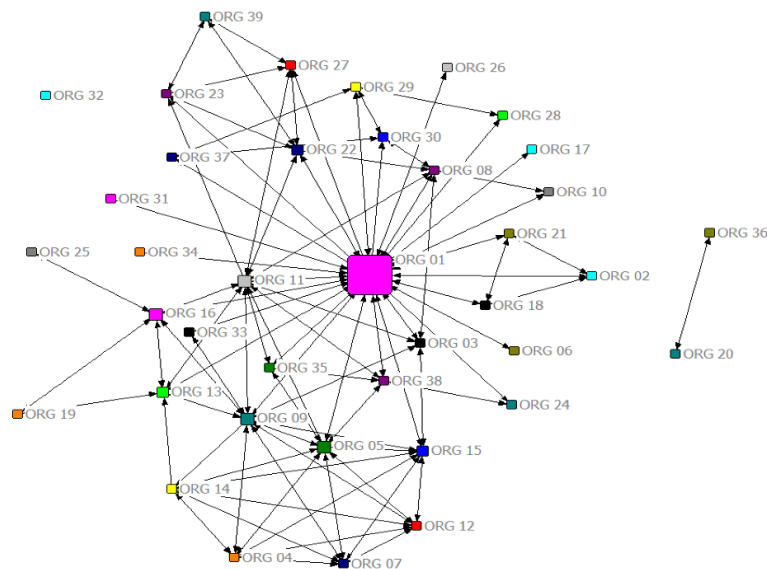 ORG 39
ORG 27
ORG 26
ORG 29
ORG 23
ORG 32
ORG 28
ORG 30
ORG 22
ORG 17
ORG 37
ORG 08
ORG 10
ORG 31
ORG 21
ORG 36
ORG 25
ORG 34
ORG 01
ORG 11
ORG 02
ORG 18
ORG 16
ORG 33
ORG 03
ORG 06
ORG 20
ORG 35
ORG 38
ORG 13
ORG 24
ORG 19
ORG 09
ORG 05
ORG 15
ORG 14
ORG 12
ORG 04
ORG 07